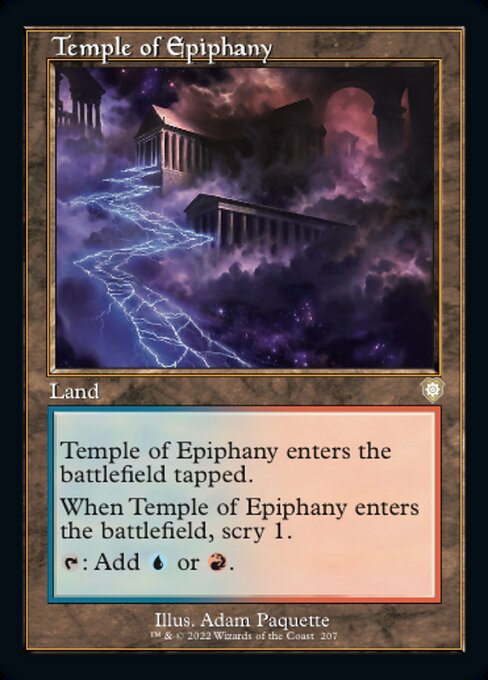 Temple of Epiphany
Land
Temple of Epiphany enters the
battlefield tapped.
When Temple of Epiphany enters
the battlefield, scry 1.
: Add or .
Illus. Adam Paquette
™ & © 2022 Wizards of the Coast 207